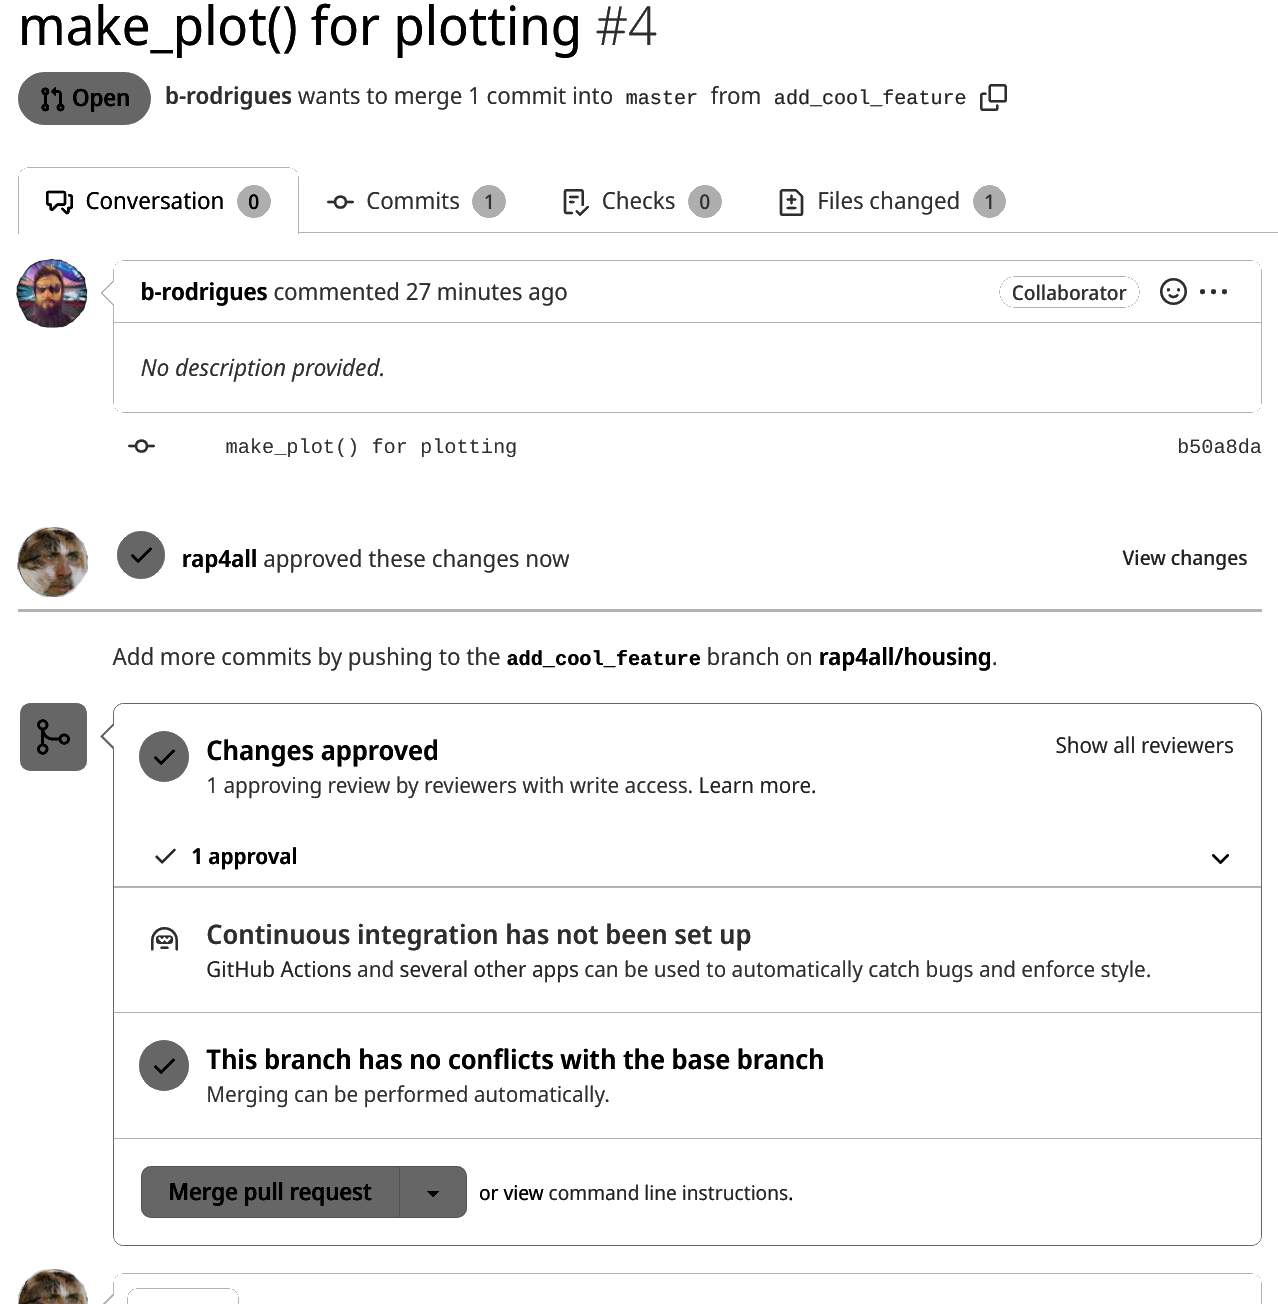 make_plot() for plotting #4
Open b-rodrigues wants to merge 1 commit into master from add_cool_feature
Conversation 0 Commits 1 Checks 0 Files changed 1
b-rodrigues commented 27 minutes ago Collaborator
No description provided.
make_plot() for plotting b50a8da
rap4all approved these changes now View changes
Add more commits by pushing to the add_cool_feature branch on rap4all/housing.
Changes approved Show all reviewers
1 approving review by reviewers with write access. Learn more.
1 approval
Continuous integration has not been set up
GitHub Actions and several other apps can be used to automatically catch bugs and enforce style.
This branch has no conflicts with the base branch
Merging can be performed automatically.
Merge pull request or view command line instructions.